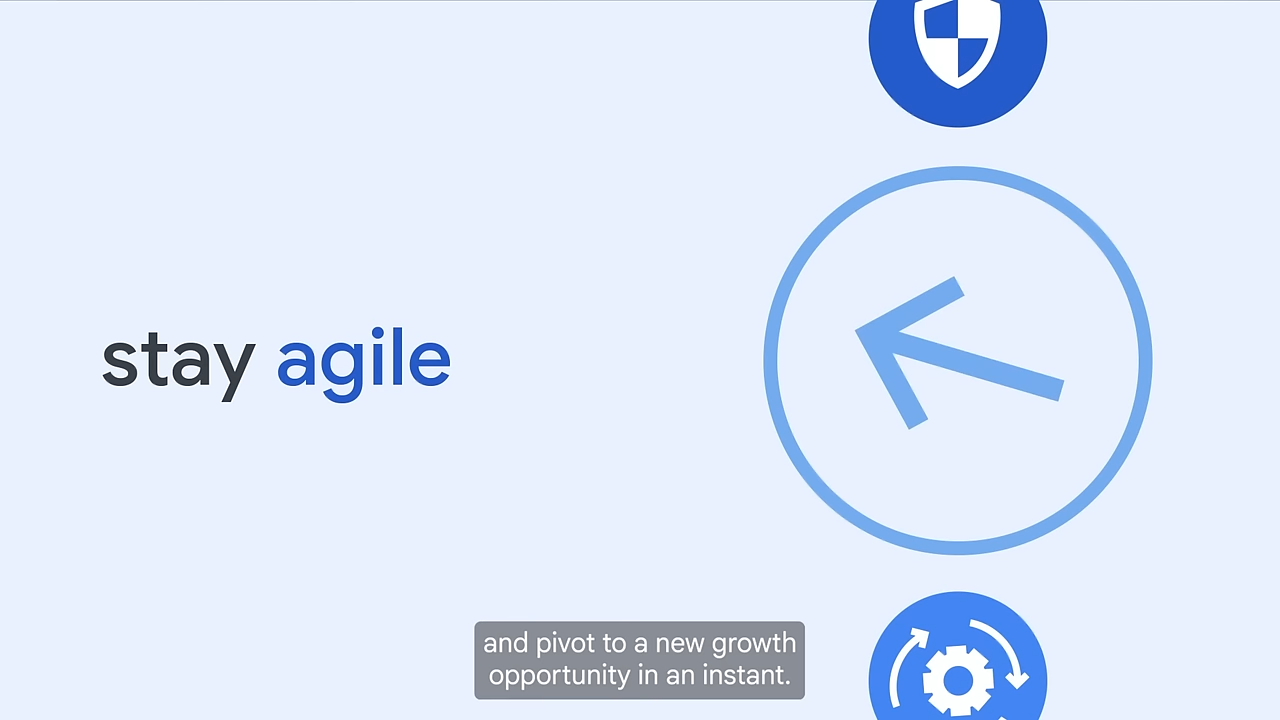 stay agile
and pivot to a new growth
opportunity in an instant.